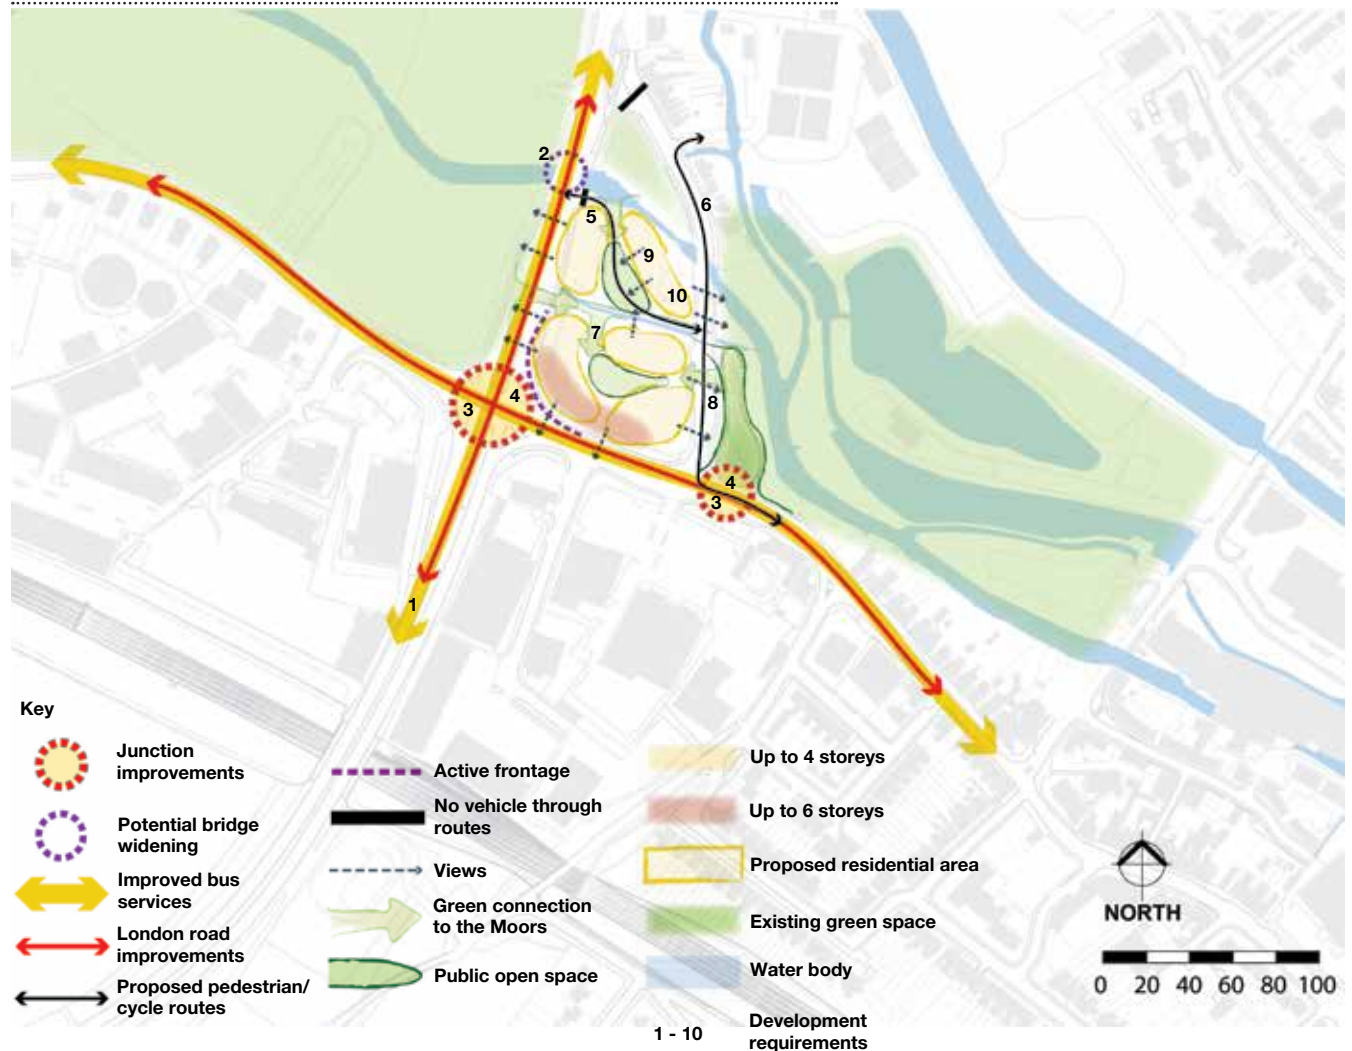 2
6
5
9
10
7
4
3
8
4
3
1
Key
Junction
improvements
Potential bridge
widening
Improved bus
services
London road
improvements
Proposed pedestrian/
cycle routes
Active frontage
No vehicle through
routes
Views
Green connection
to the Moors
Public open space
1 - 10
Up to 4 storeys
Up to 6 storeys
Proposed residential area
Existing green space
Water body
Development
requirements
NORTH
0 20 40 60 80 100